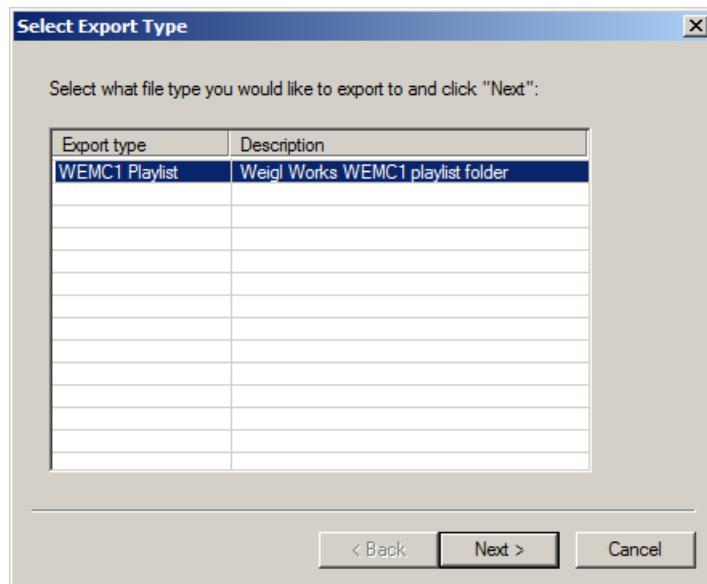 Select Export Type
Select what file type you would like to export to and click "Next":
Export type Description
WEMC1 Playlist Weigl Works WEMC1 playlist folder
< Back Next > Cancel